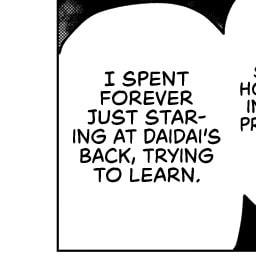 I SPENT
FOREVER
JUST STAR-
ING AT DAIDAI'S
BACK, TRYING
TO LEARN.